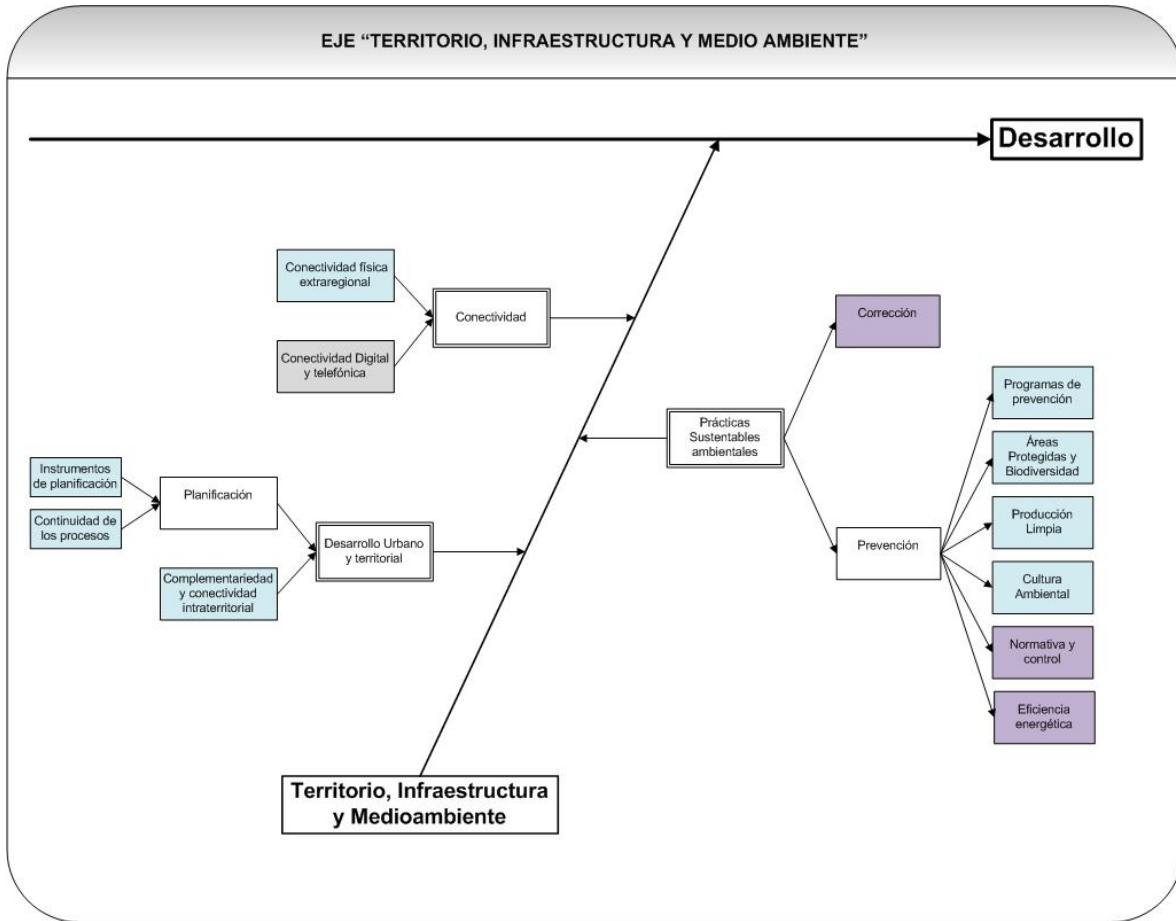 EJE “TERRITORIO, INFRAESTRUCTURA Y MEDIO AMBIENTE”
Desarrollo
Conectividad física
extraregional
Conectividad
Conectividad Digital
y telefónica
Corrección
Prácticas
Sustentables
ambientales
Programas de
prevención
Áreas
Protegidas y
Biodiversidad
Instrumentos
de planificación
Planificación
Continuidad de
los procesos
Desarrollo Urbano
y territorial
Complementariedad
y conectividad
intraterritorial
Prevención
Producción
Limpia
Cultura
Ambiental
Normativa y
control
Eficiencia
energética
Territorio, Infraestructura
y Medioambiente